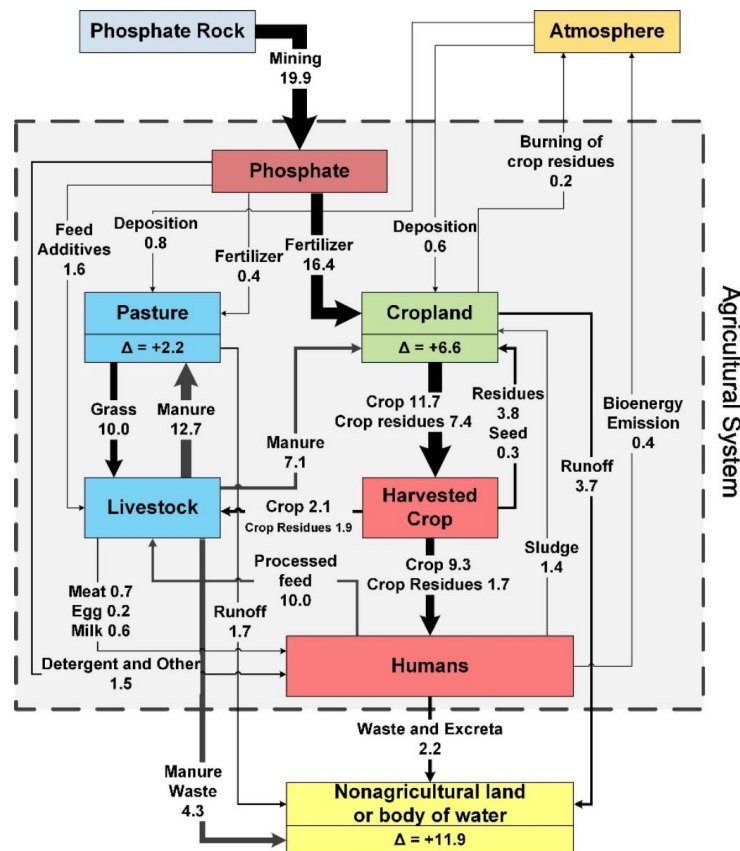 Phosphate Rock
Atmosphere
Mining
19.9
Phosphate
Burning of
crop residues
0.2
Feed
Additives
1.6
Deposition
0.8
Fertilizer
0.4
Fertilizer
16.4
Deposition
0.6
Agricultural System
Pasture
Δ = +2.2
Cropland
Δ = +6.6
Grass
10.0
Manure
12.7
Crop 11.7
Crop residues 7.4
Residues
3.8
Seed
0.3
Bioenergy
Emission
0.4
Manure
7.1
Runoff
3.7
Livestock
Crop 2.1
Crop Residues 1.9
Harvested
Crop
Sludge
1.4
Processed
feed
10.0
Crop 9.3
Crop Residues 1.7
Meat 0.7
Egg 0.2
Milk 0.6
Runoff
1.7
Detergent and Other
1.5
Humans
Waste and Excreta
2.2
Manure
Waste
4.3
Nonagricultural land
or body of water
Δ = +11.9